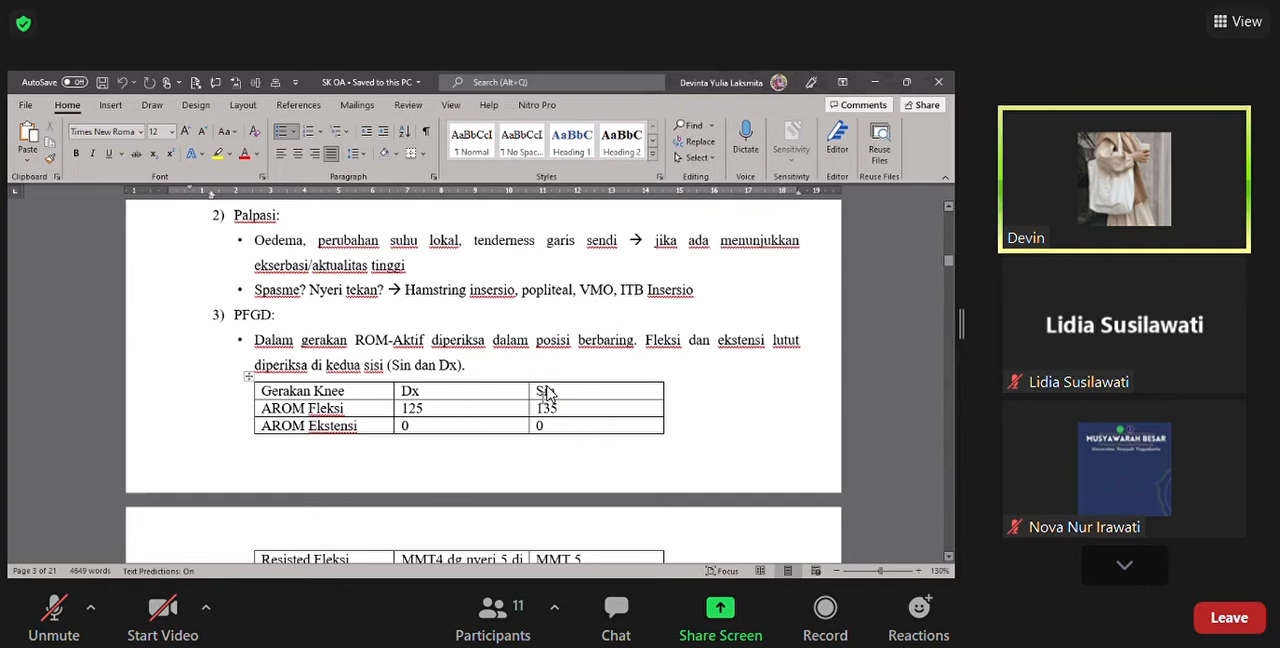 View
AutoSave Off SK OA - Saved to this PC Search (Alt+Q) Devinta Yulia Laksmita
File Home Insert Draw Design Layout References Mailings Review View Help Nitro Pro Comments Share
Times New Roma 12
Paste
AaBbCcI AaBbCcI AaBbC AaBbC
¶ Normal ¶ No Spac... Heading 1 Heading 2
Find
Replace
Select
Dictate Sensitivity Editor Reuse Files
Clipboard Font Paragraph Styles Editing Voice Sensitivity Editor Reuse Files
2) Palpasi:
• Oedema, perubahan suhu lokal, tenderness garis sendi → jika ada menunjukkan
ekserbasi/aktualitas tinggi
• Spasme? Nyeri tekan? → Hamstring insersio, popliteal, VMO, ITB Insersio
3) PFGD:
• Dalam gerakan ROM-Aktif diperiksa dalam posisi berbaring. Fleksi dan ekstensi lutut
diperiksa di kedua sisi (Sin dan Dx).
Gerakan Knee Dx
AROM Fleksi 125 135
AROM Ekstensi 0 0
Resisted Fleksi MMT4 dg nyeri 5 di MMT 5
Page 3 of 21 4649 words Text Predictions: On Focus 130%
Devin
Lidia Susilawati
Lidia Susilawati
MUSYAWARAH BESAR
Nova Nur Irawati
Unmute Start Video Participants 11 Chat Share Screen Record Reactions Leave